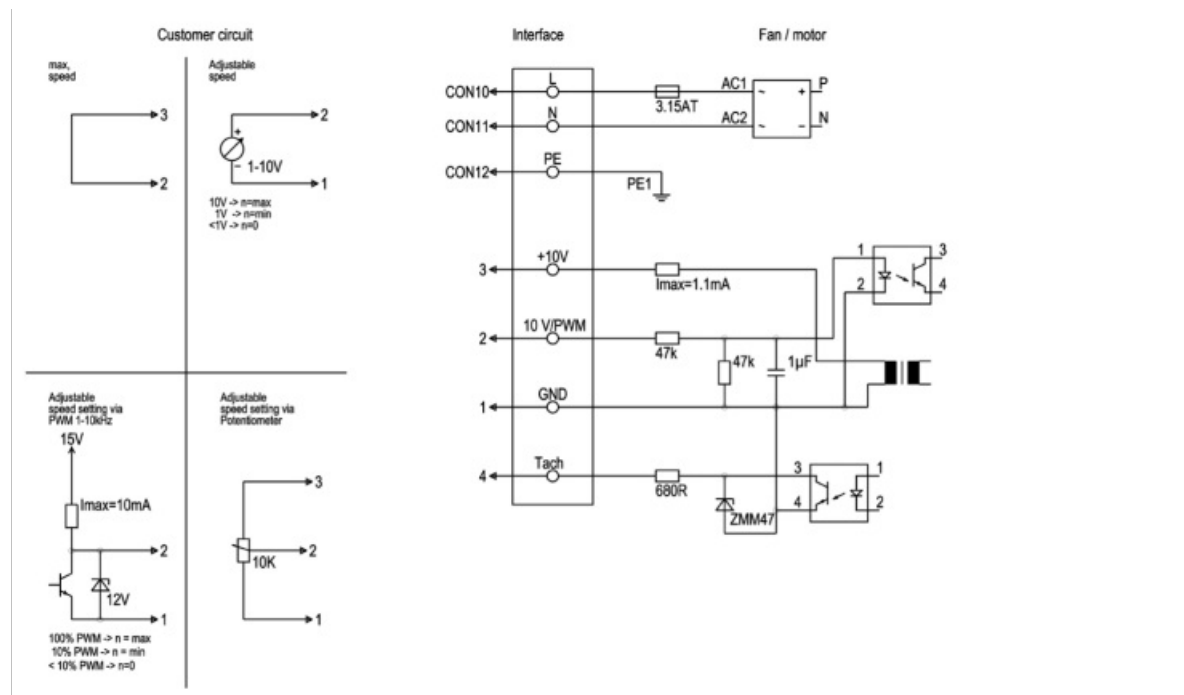 Customer circuit
Interface
Fan / motor
max,
speed
3
2
Adjustable
speed
2
+
- 1-10V
1
10V -> n=max
1V -> n=min
<1V -> n=0
Adjustable
speed setting via
PWM 1-10kHz
15V
Imax=10mA
2
12V
1
100% PWM -> n = max
10% PWM -> n = min
< 10% PWM -> n=0
Adjustable
speed setting via
Potentiometer
3
2
10K
1
CON10
L
3.15AT
AC1
~
+
P
CON11
N
AC2
~
-
N
CON12
PE
PE1
3
+10V
Imax=1.1mA
1
2
3
4
2
10 V/PWM
47k
47k
1µF
1
GND
4
Tach
680R
ZMM47
3
4
1
2